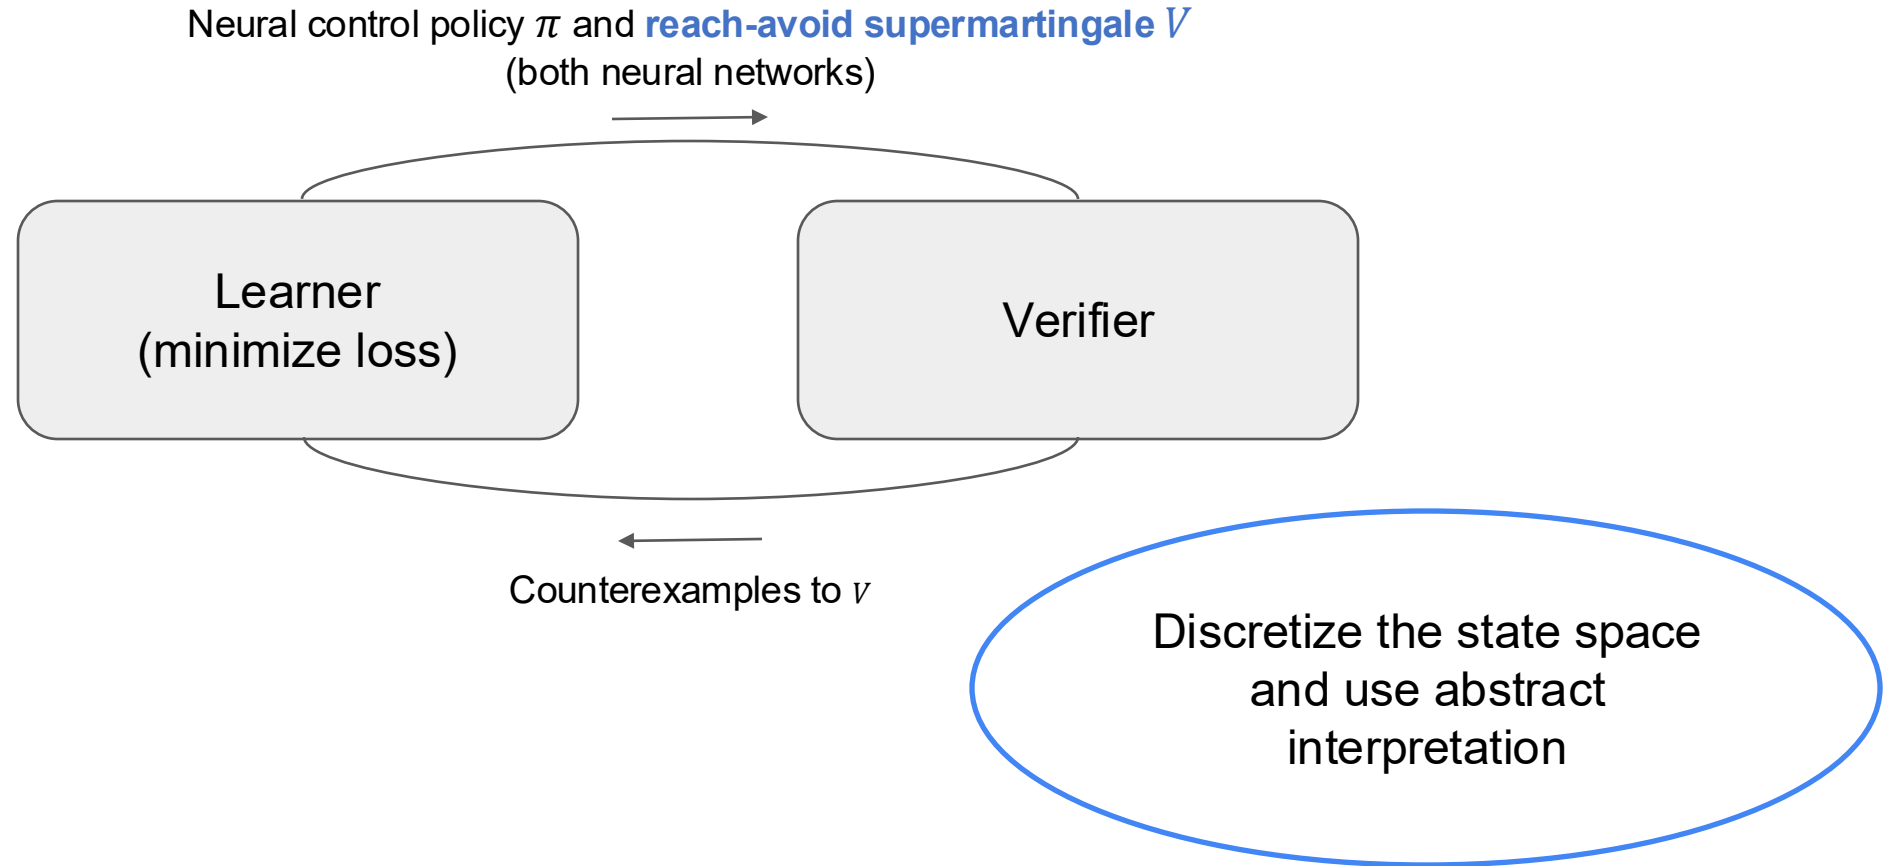 Neural control policy π and reach-avoid supermartingale V
(both neural networks)
Learner
(minimize loss)
Verifier
Counterexamples to V
Discretize the state space
and use abstract
interpretation